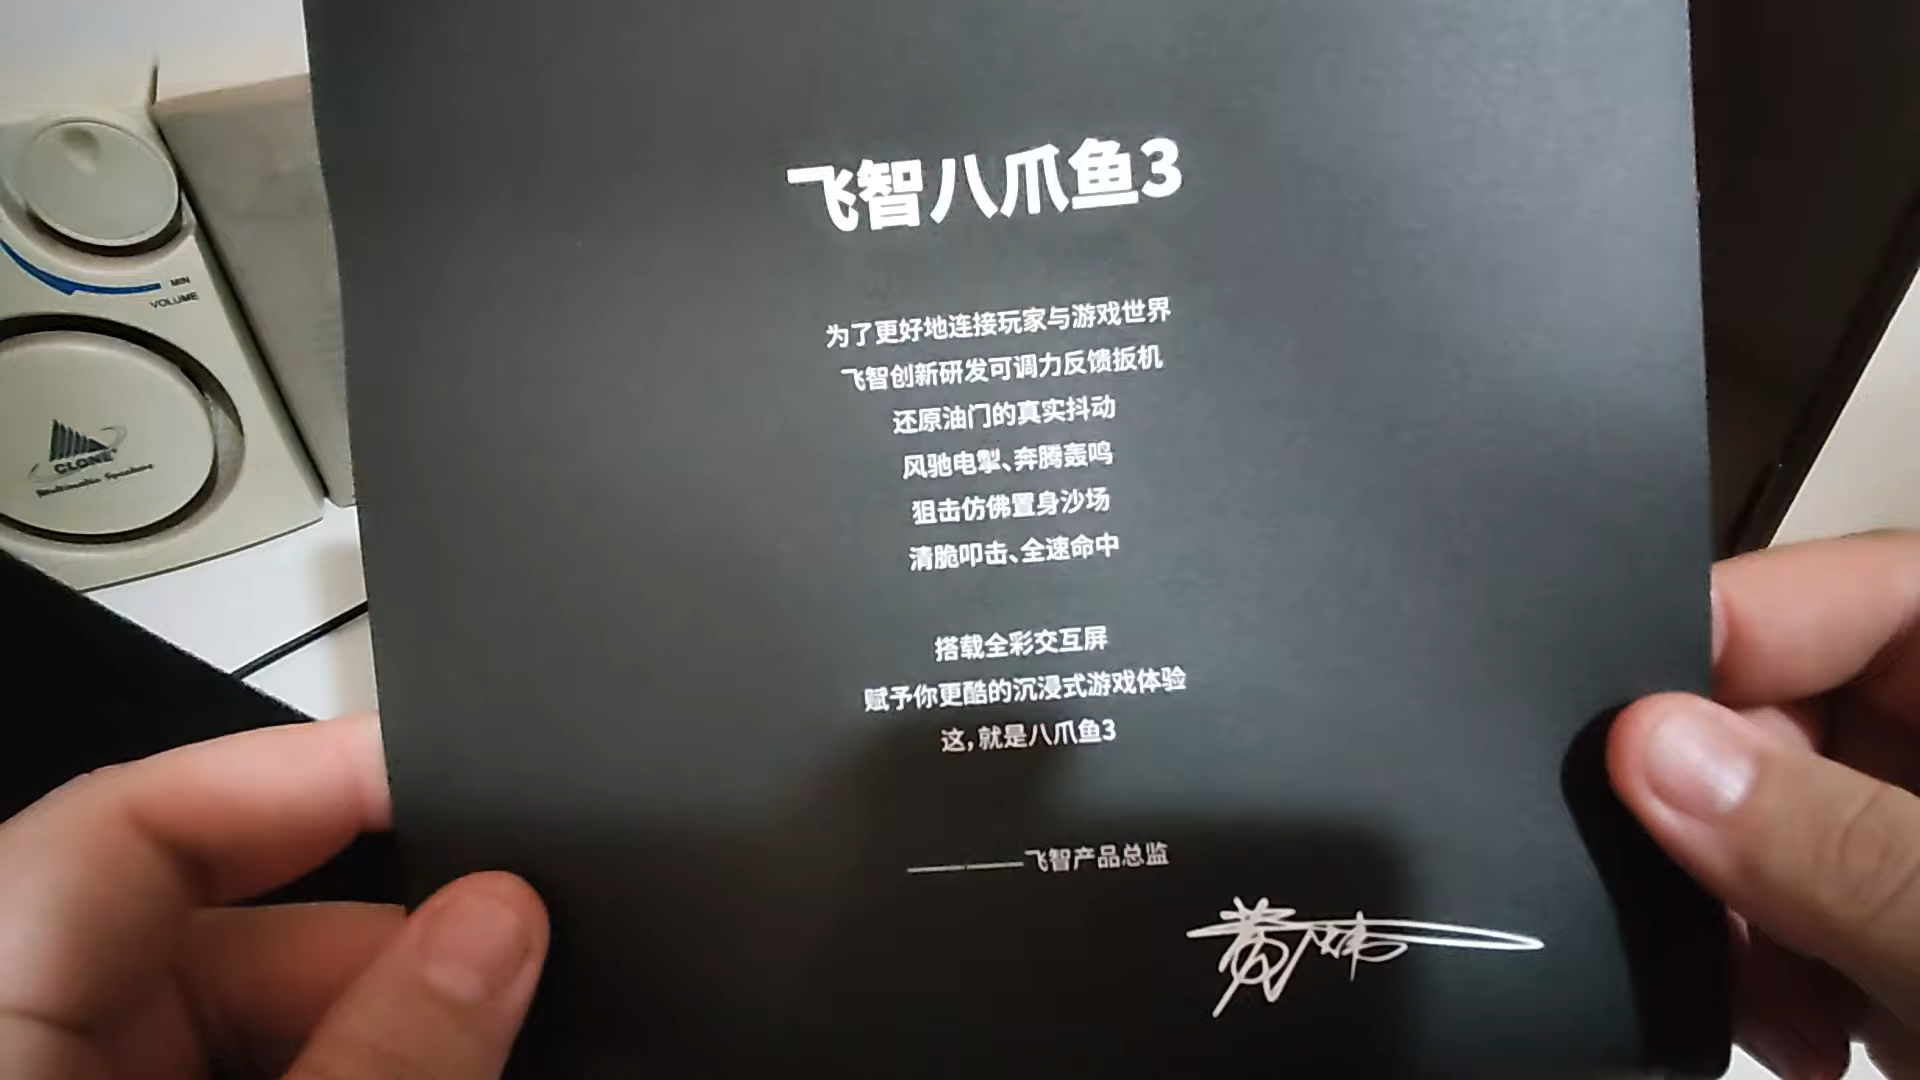 飞智八爪鱼3
为了更好地连接玩家与游戏世界
飞智创新研发可调力反馈扳机
还原油门的真实抖动
风驰电掣、奔腾轰鸣
狙击仿佛置身沙场
清脆叩击、全速命中
搭载全彩交互屏
赋予你更酷的沉浸式游戏体验
这,就是八爪鱼3
————飞智产品总监
MIN
VOLUME
CLONE
Multimedia Speaker